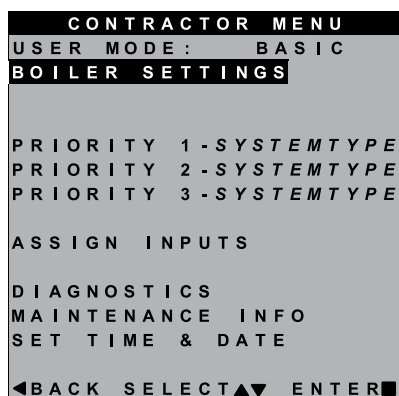 CONTRACTOR MENU
USER MODE: BASIC
BOILER SETTINGS
PRIORITY 1-SYSTEMTYPE
PRIORITY 2-SYSTEMTYPE
PRIORITY 3-SYSTEMTYPE
ASSIGN INPUTS
DIAGNOSTICS
MAINTENANCE INFO
SET TIME & DATE
◀BACK SELECT▲▼ ENTER■